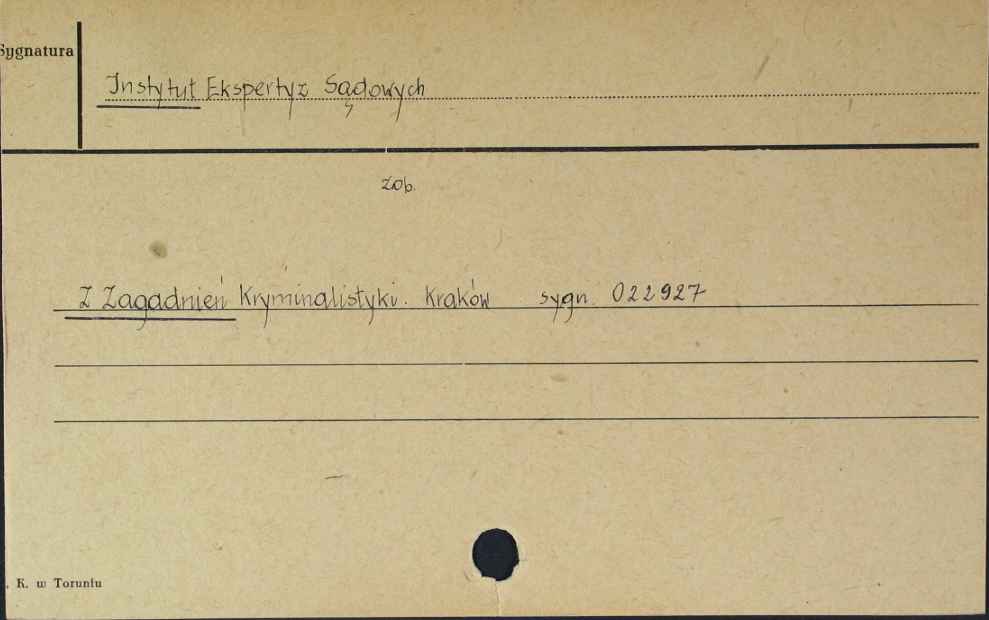 Sygnatura
Instytut Ekspertyz Sądowych
zob.
Z Zagadnień Kryminalistyki. Kraków sygn. 022927
. K. w Toruniu